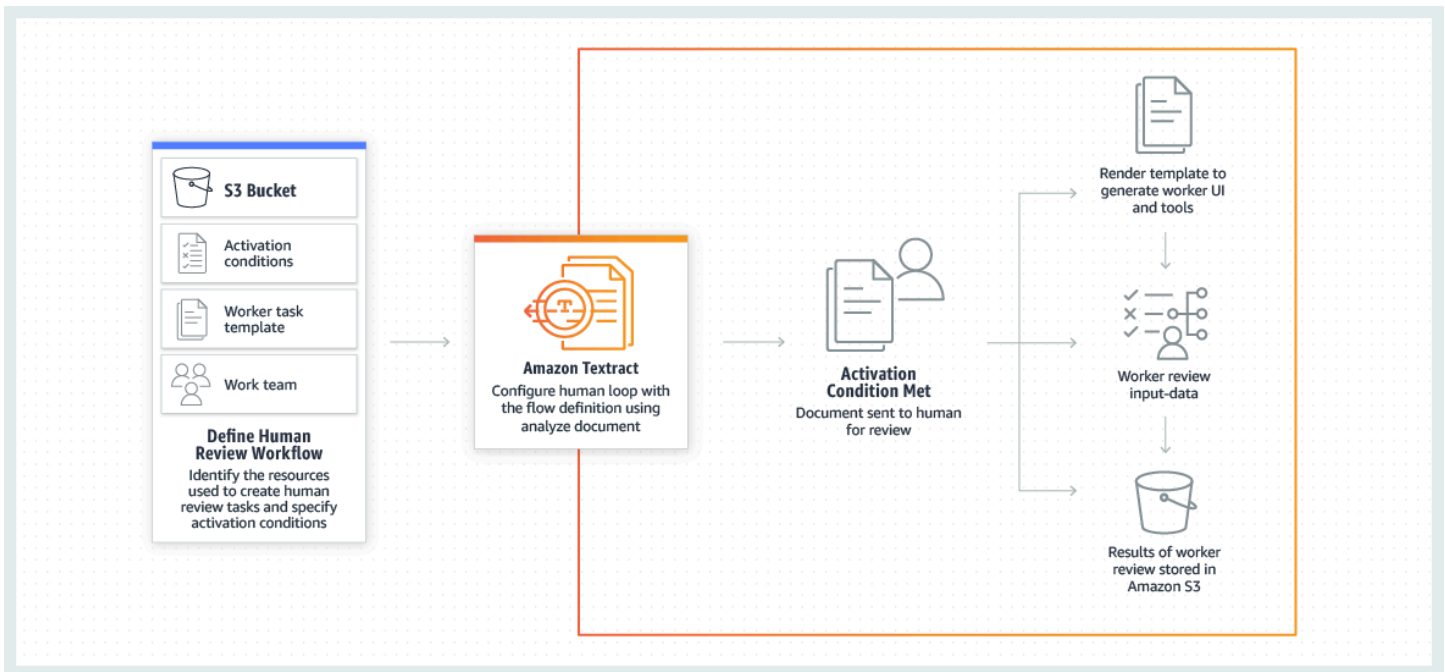 S3 Bucket
Activation
conditions
Worker task
template
Work team
Define Human
Review Workflow
Identify the resources
used to create human
review tasks and specify
activation conditions
T
Amazon Textract
Configure human loop with
the flow definition using
analyze document
Activation
Condition Met
Document sent to human
for review
Render template to
generate worker UI
and tools
Worker review
input-data
Results of worker
review stored in
Amazon S3